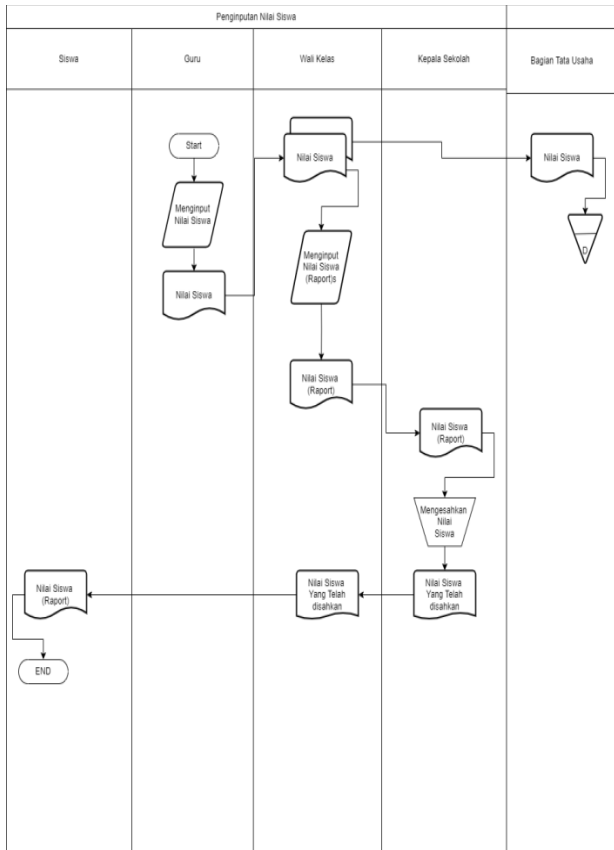 Penginputan Nilai Siswa
Siswa
Guru
Wali Kelas
Kepala Sekolah
Bagian Tata Usaha
Start
Menginput
Nilai Siswa
Nilai Siswa
Nilai Siswa
Menginput
Nilai Siswa
(Raport)s
Nilai Siswa
(Raport)
Nilai Siswa
(Raport)
Mengesahkan
Nilai
Siswa
Nilai Siswa
Yang Telah
disahkan
Nilai Siswa
Yang Telah
disahkan
Nilai Siswa
(Raport)
END
Nilai Siswa
D